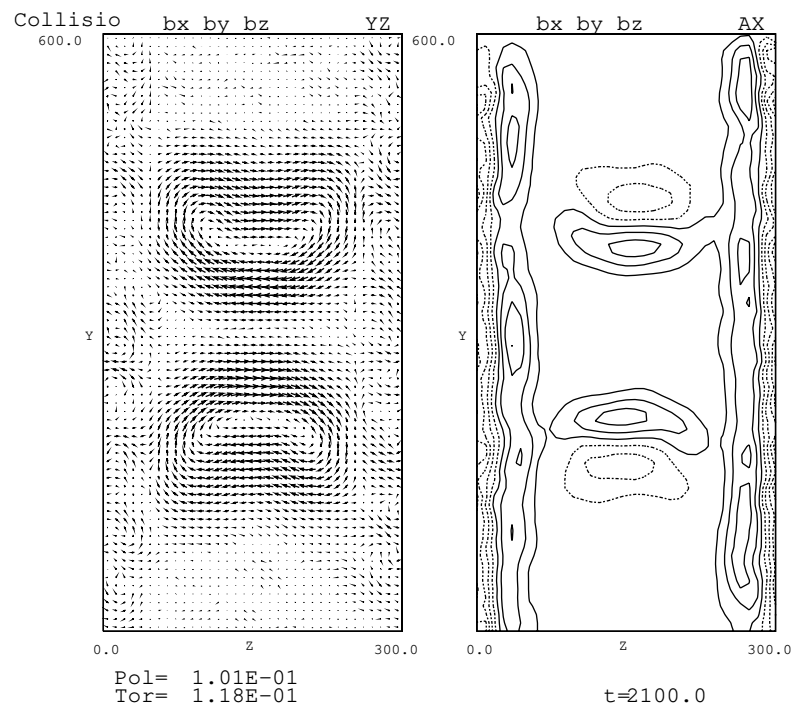 Collisio bx by bz YZ bx by bz AX
600.0 600.0
Y Y
0.0 Z 300.0 0.0 Z 300.0
Pol= 1.01E-01
Tor= 1.18E-01 t=2100.0